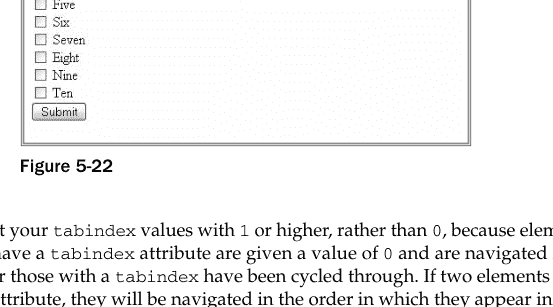 Five
Six
Seven
Eight
Nine
Ten
Submit
Figure 5-22
t your tabindex values with 1 or higher, rather than 0, because elem
have a tabindex attribute are given a value of 0 and are navigated
r those with a tabindex have been cycled through. If two elements
attribute, they will be navigated in the order in which they appear in